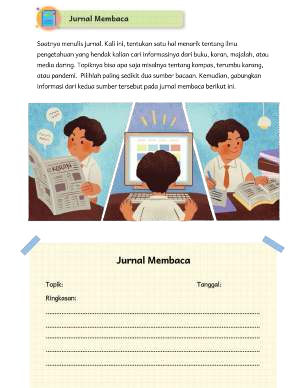 Jurnal Membaca
Saatnya menulis jurnal. Kali ini, tentukan satu hal menarik tentang ilmu
pengetahuan yang hendak kalian cari informasinya dari buku, koran, majalah, atau
media daring. Topiknya bisa apa saja misalnya tentang kompas, terumbu karang,
atau pandemi. Pilihlah paling sedikit dua sumber bacaan. Kemudian, gabungkan
informasi dari kedua sumber tersebut pada jurnal membaca berikut ini.
Jurnal Membaca
Topik: Tanggal:
Ringkasan: